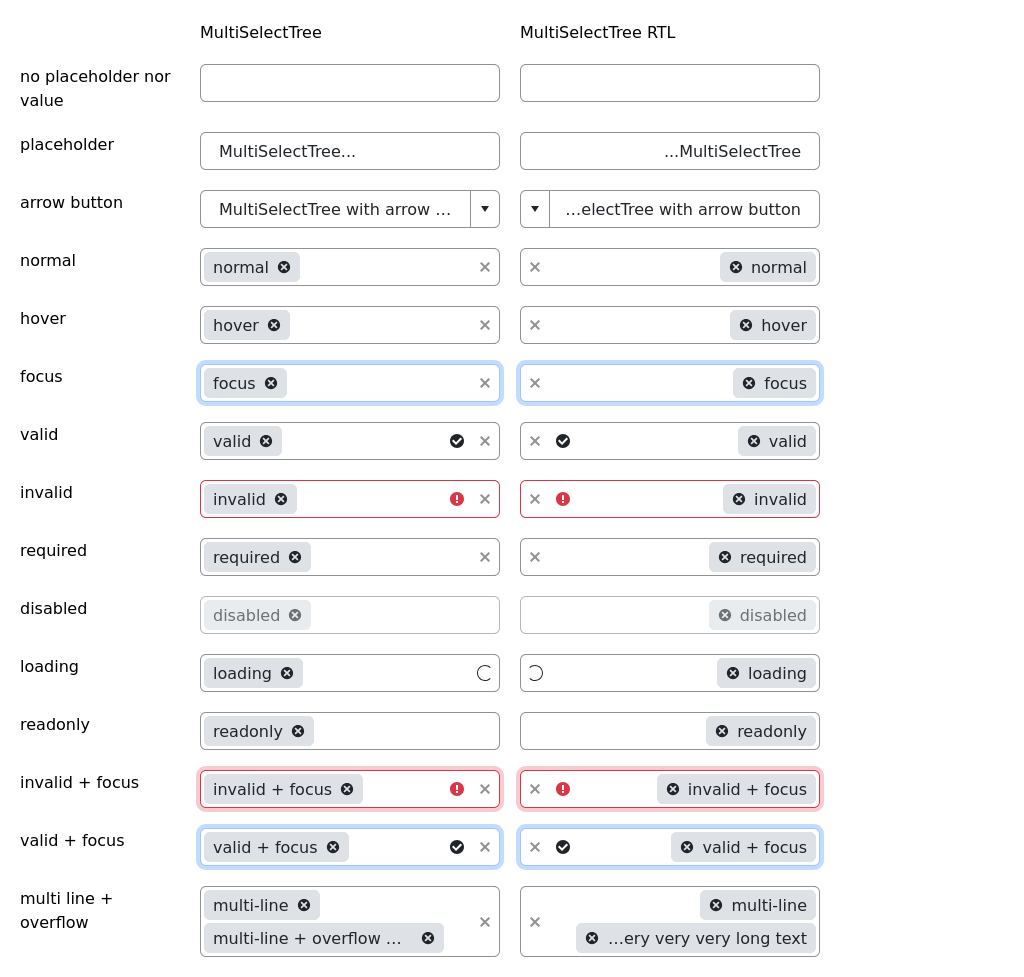 MultiSelectTree MultiSelectTree RTL
no placeholder nor
value
placeholder MultiSelectTree... ...MultiSelectTree
arrow button MultiSelectTree with arrow ... ...electTree with arrow button
normal normal normal
hover hover hover
focus focus focus
valid valid valid
invalid invalid invalid
required required required
disabled disabled disabled
loading loading loading
readonly readonly readonly
invalid + focus invalid + focus invalid + focus
valid + focus valid + focus valid + focus
multi line + multi-line multi-line
overflow multi-line + overflow ... ...ery very very long text